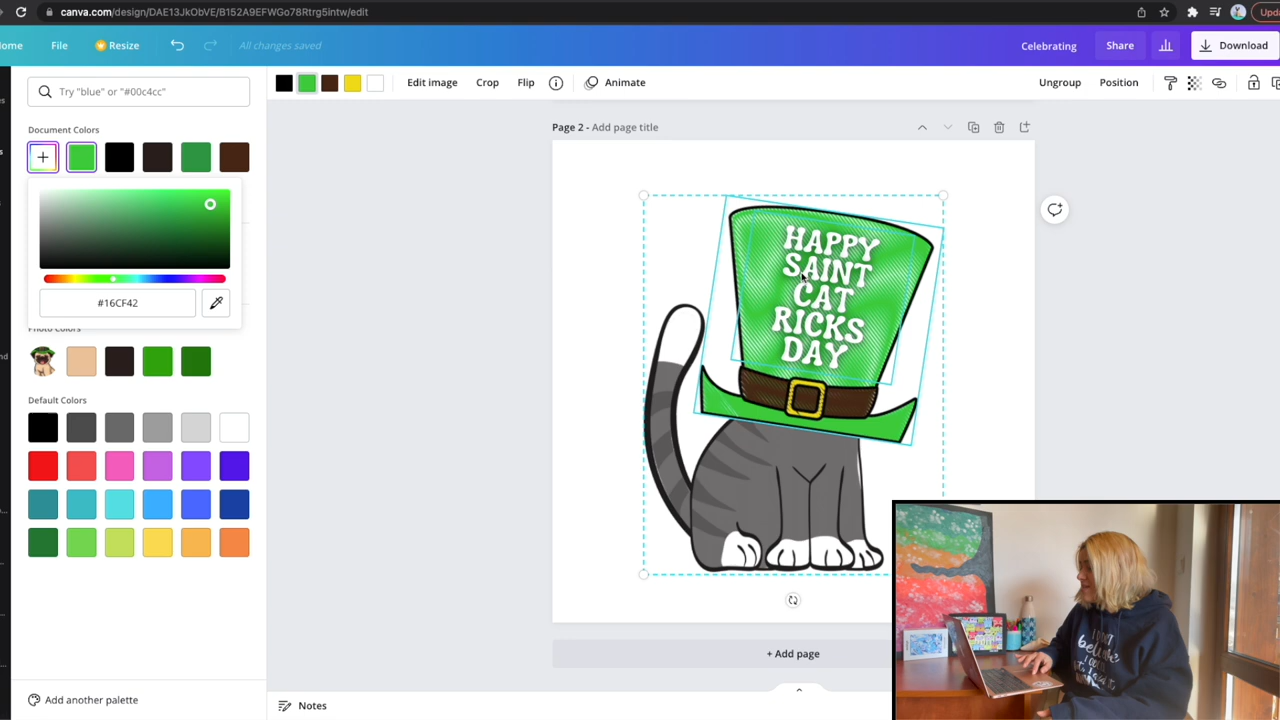 canva.com/design/DAE13JkObVE/B152A9EFWGo78Rtrg5intw/edit
ome
File
Resize
All changes saved
Celebrating
Share
Download
Try "blue" or "#00c4cc"
Edit image
Crop
Flip
Animate
Ungroup
Position
Document Colors
Page 2 - Add page title
#16CF42
Photo Colors
Default Colors
HAPPY
SAINT
CAT
RICKS
DAY
+ Add page
Add another palette
Notes